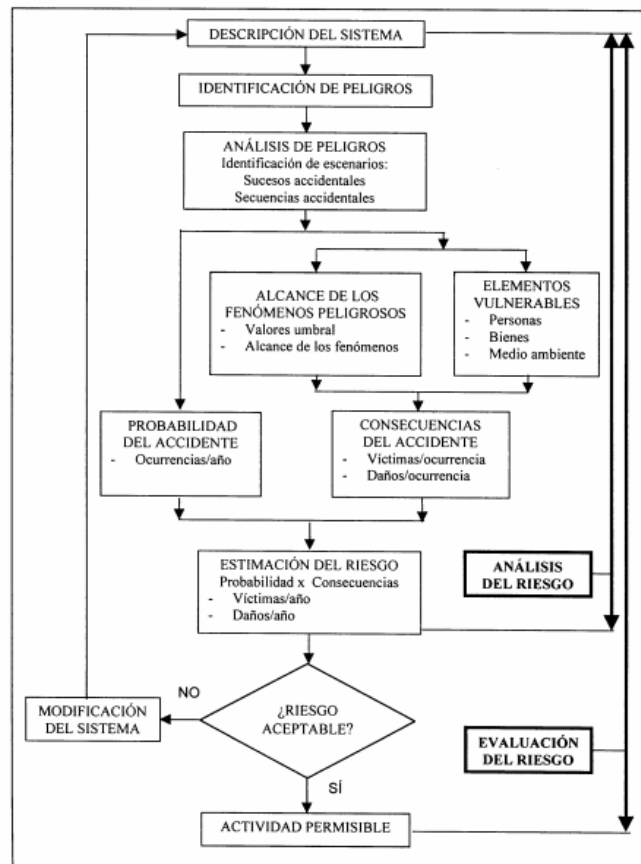 DESCRIPCIÓN DEL SISTEMA
IDENTIFICACIÓN DE PELIGROS
ANÁLISIS DE PELIGROS
Identificación de escenarios:
Sucesos accidentales
Secuencias accidentales
ALCANCE DE LOS
FENÓMENOS PELIGROSOS
- Valores umbral
- Alcance de los fenómenos
ELEMENTOS
VULNERABLES
- Personas
- Bienes
- Medio ambiente
PROBABILIDAD
DEL ACCIDENTE
- Ocurrencias/año
CONSECUENCIAS
DEL ACCIDENTE
- Víctimas/ocurrencia
- Daños/ocurrencia
ESTIMACIÓN DEL RIESGO
Probabilidad x Consecuencias
- Víctimas/año
- Daños/año
ANÁLISIS
DEL RIESGO
¿RIESGO
ACEPTABLE?
NO
MODIFICACIÓN
DEL SISTEMA
EVALUACIÓN
DEL RIESGO
SÍ
ACTIVIDAD PERMISIBLE